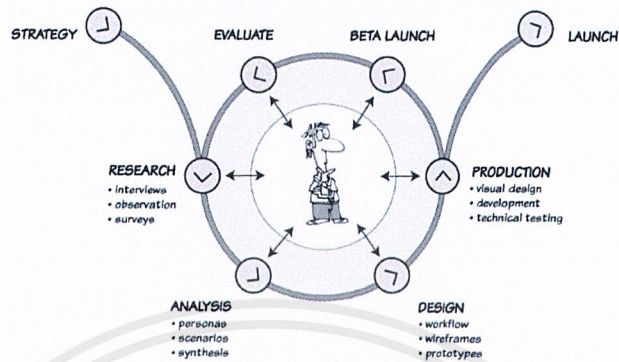 STRATEGY
EVALUATE
BETA LAUNCH
LAUNCH
RESEARCH
• interviews
• observation
• surveys
PRODUCTION
• visual design
• development
• technical testing
ANALYSIS
• personas
• scenarios
• synthesis
DESIGN
• workflow
• wireframes
• prototypes